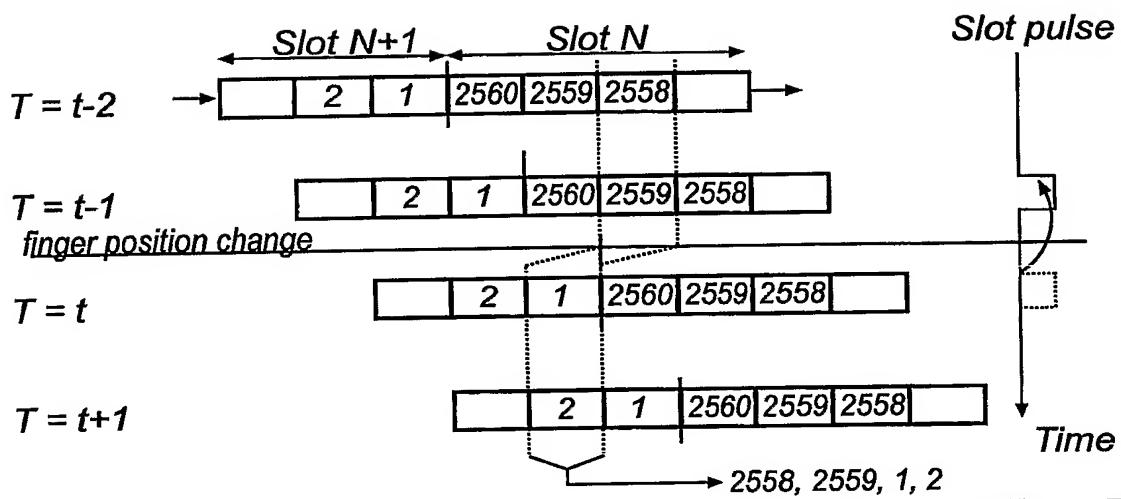 Slot N+1 Slot N Slot pulse
T = t-2 2 1 2560 2559 2558
T = t-1 2 1 2560 2559 2558
finger position change
T = t 2 1 2560 2559 2558
T = t+1 2 1 2560 2559 2558
Time
2558, 2559, 1, 2